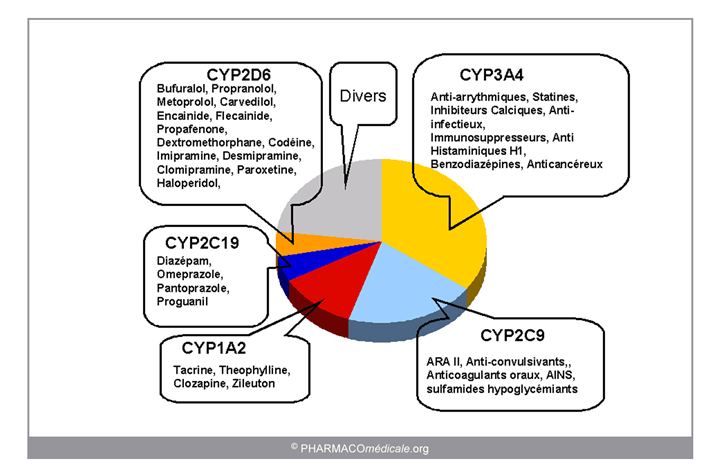 CYP2D6
Bufuralol, Propranolol,
Metoprolol, Carvedilol,
Encainide, Flecainide,
Propafenone,
Dextromethorphane, Codéine,
Imipramine, Desmipramine,
Clomipramine, Paroxetine,
Haloperidol,
Divers
CYP3A4
Anti-arrythmiques, Statines,
Inhibiteurs Calciques, Anti-
infectieux,
Immunosuppresseurs, Anti
Histaminiques H1,
Benzodiazépines, Anticancéreux
CYP2C19
Diazépam,
Omeprazole,
Pantoprazole,
Proguanil
CYP1A2
Tacrine, Theophylline,
Clozapine, Zileuton
CYP2C9
ARA II, Anti-convulsivants,,
Anticoagulants oraux, AINS,
sulfamides hypoglycémiants
© PHARMACOmédicale.org